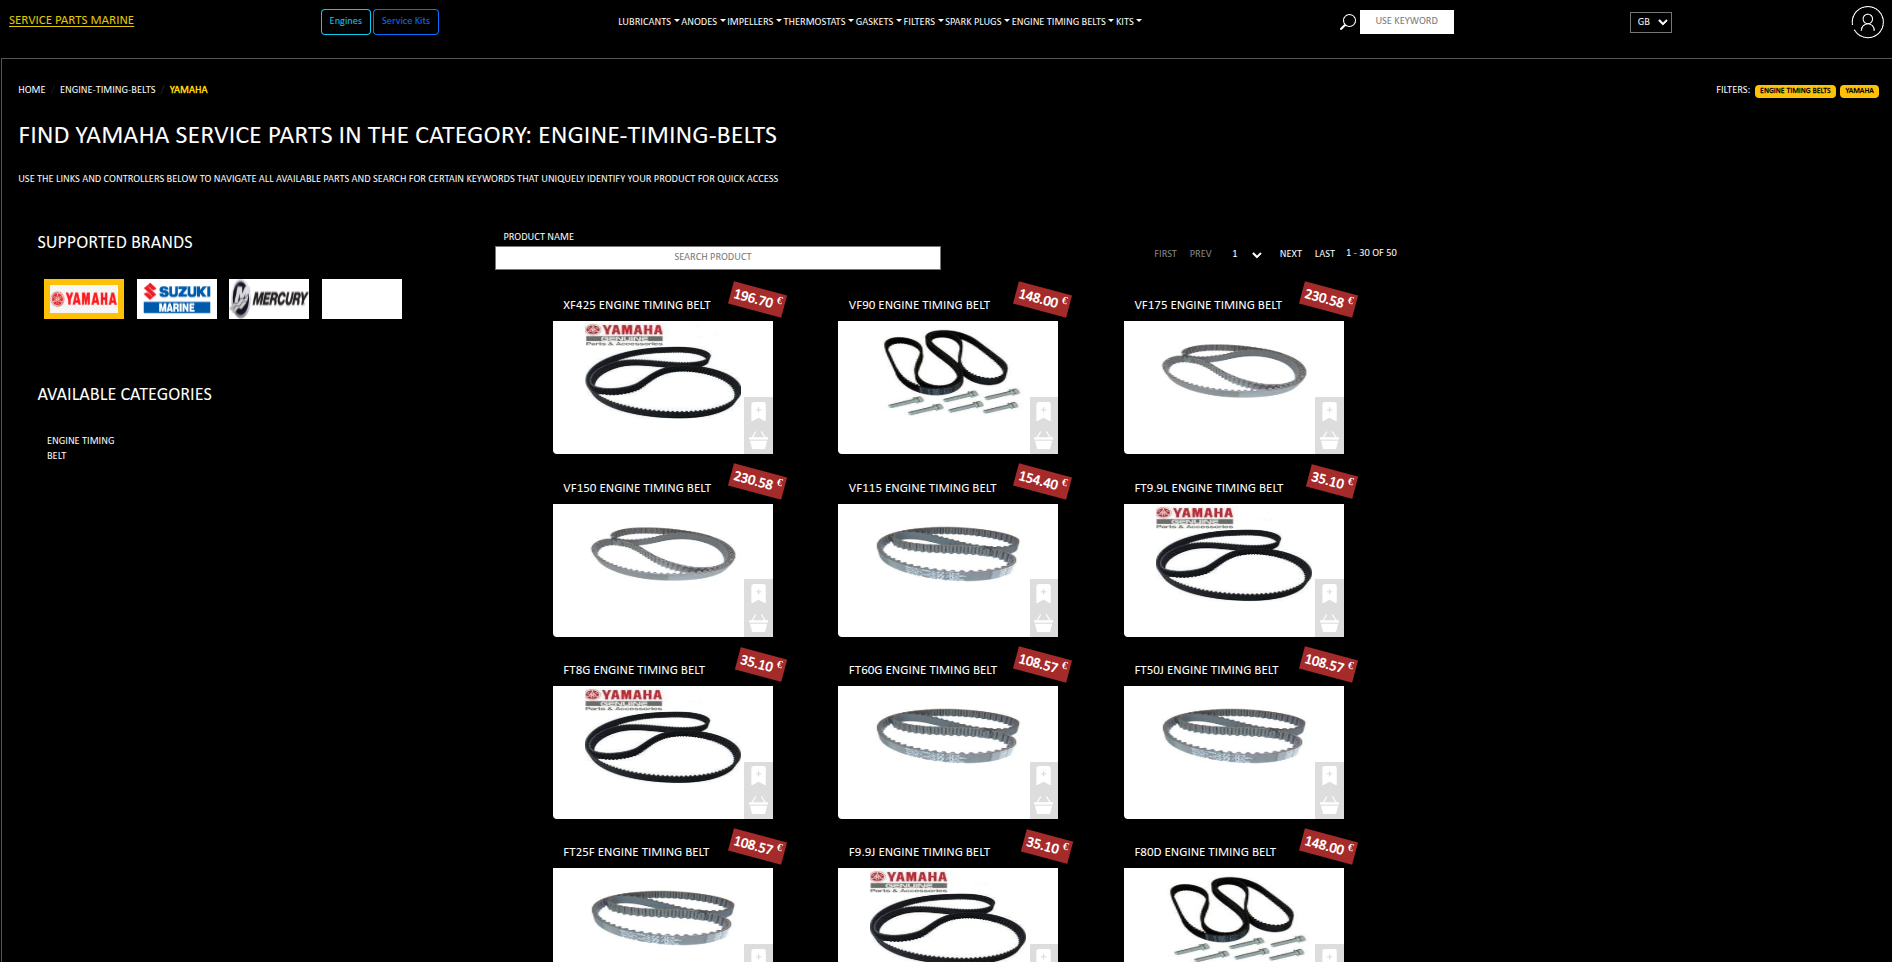 SERVICE PARTS MARINE
Engines
Service Kits
LUBRICANTS ANODES IMPELLERS THERMOSTATS GASKETS FILTERS SPARK PLUGS ENGINE TIMING BELTS KITS
USE KEYWORD
GB
HOME / ENGINE-TIMING-BELTS / YAMAHA
FILTERS: ENGINE TIMING BELTS YAMAHA
FIND YAMAHA SERVICE PARTS IN THE CATEGORY: ENGINE-TIMING-BELTS
USE THE LINKS AND CONTROLLERS BELOW TO NAVIGATE ALL AVAILABLE PARTS AND SEARCH FOR CERTAIN KEYWORDS THAT UNIQUELY IDENTIFY YOUR PRODUCT FOR QUICK ACCESS
SUPPORTED BRANDS
YAMAHA
SUZUKI
MARINE
MERCURY
AVAILABLE CATEGORIES
ENGINE TIMING
BELT
PRODUCT NAME
SEARCH PRODUCT
FIRST PREV 1 NEXT LAST 1 - 30 OF 50
XF425 ENGINE TIMING BELT 196.70 €
YAMAHA
GENUINE
Parts & Accessories
VF90 ENGINE TIMING BELT 148.00 €
VF175 ENGINE TIMING BELT 230.58 €
VF150 ENGINE TIMING BELT 230.58 €
VF115 ENGINE TIMING BELT 154.40 €
FT9.9L ENGINE TIMING BELT 35.10 €
YAMAHA
GENUINE
Parts & Accessories
FT8G ENGINE TIMING BELT 35.10 €
YAMAHA
GENUINE
Parts & Accessories
FT60G ENGINE TIMING BELT 108.57 €
FT50J ENGINE TIMING BELT 108.57 €
FT25F ENGINE TIMING BELT 108.57 €
F9.9J ENGINE TIMING BELT 35.10 €
YAMAHA
GENUINE
Parts & Accessories
F80D ENGINE TIMING BELT 148.00 €